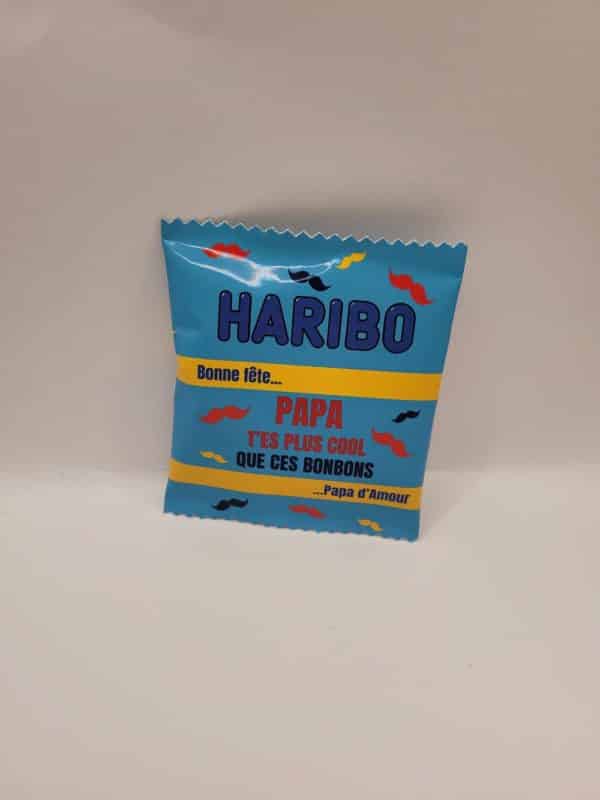 HARIBO
Bonne fête...
PAPA
T'ES PLUS COOL
QUE CES BONBONS
...Papa d'Amour